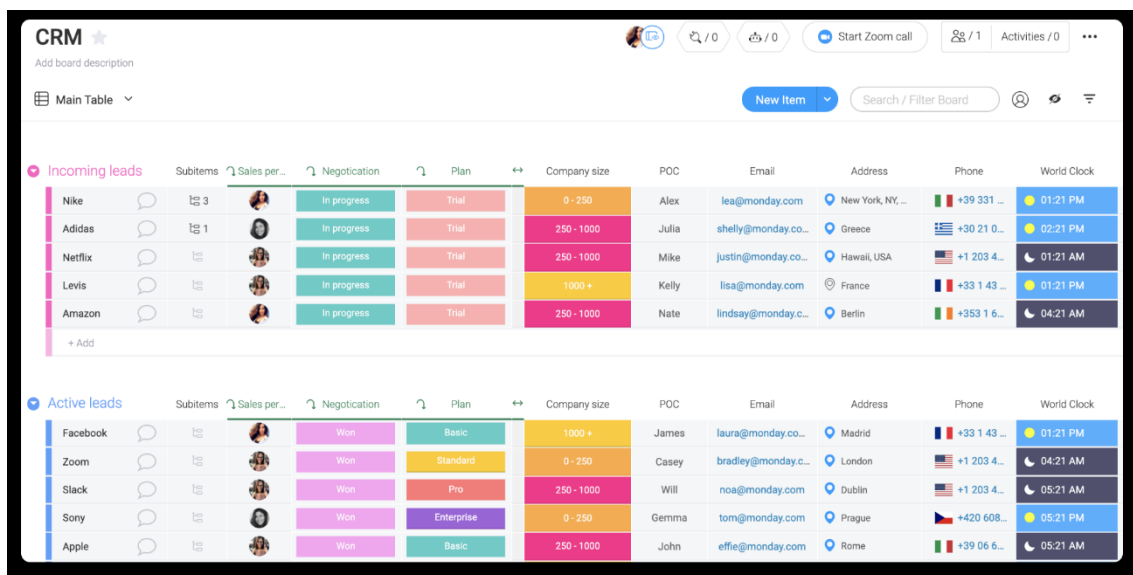 CRM
/ 0 / 0 Start Zoom call / 1 Activities / 0
Add board description
Main Table New Item Search / Filter Board
Incoming leads Subitems Sales per... Negotication Plan Company size POC Email Address Phone World Clock
Nike 3 In progress Trial 0 - 250 Alex lea@monday.com New York, NY, ... +39 331 ... 01:21 PM
Adidas 1 In progress Trial 250 - 1000 Julia shelly@monday.co... Greece +30 21 0... 02:21 PM
Netflix In progress Trial 250 - 1000 Mike justin@monday.co... Hawaii, USA +1 203 4... 01:21 AM
Levis In progress Trial 1000 + Kelly lisa@monday.com France +33 1 43 ... 01:21 PM
Amazon In progress Trial 250 - 1000 Nate lindsay@monday.c... Berlin +353 1 6... 04:21 AM
+ Add
Active leads Subitems Sales per... Negotication Plan Company size POC Email Address Phone World Clock
Facebook Won Basic 1000 + James laura@monday.co... Madrid +33 1 43 ... 01:21 PM
Zoom Won Standard 0 - 250 Casey bradley@monday.c... London +1 203 4... 04:21 AM
Slack Won Pro 250 - 1000 Will noa@monday.com Dublin +1 203 4... 05:21 AM
Sony Won Enterprise 0 - 250 Gemma tom@monday.com Prague +420 608... 05:21 PM
Apple Won Basic 250 - 1000 John effie@monday.com Rome +39 06 6... 05:21 AM